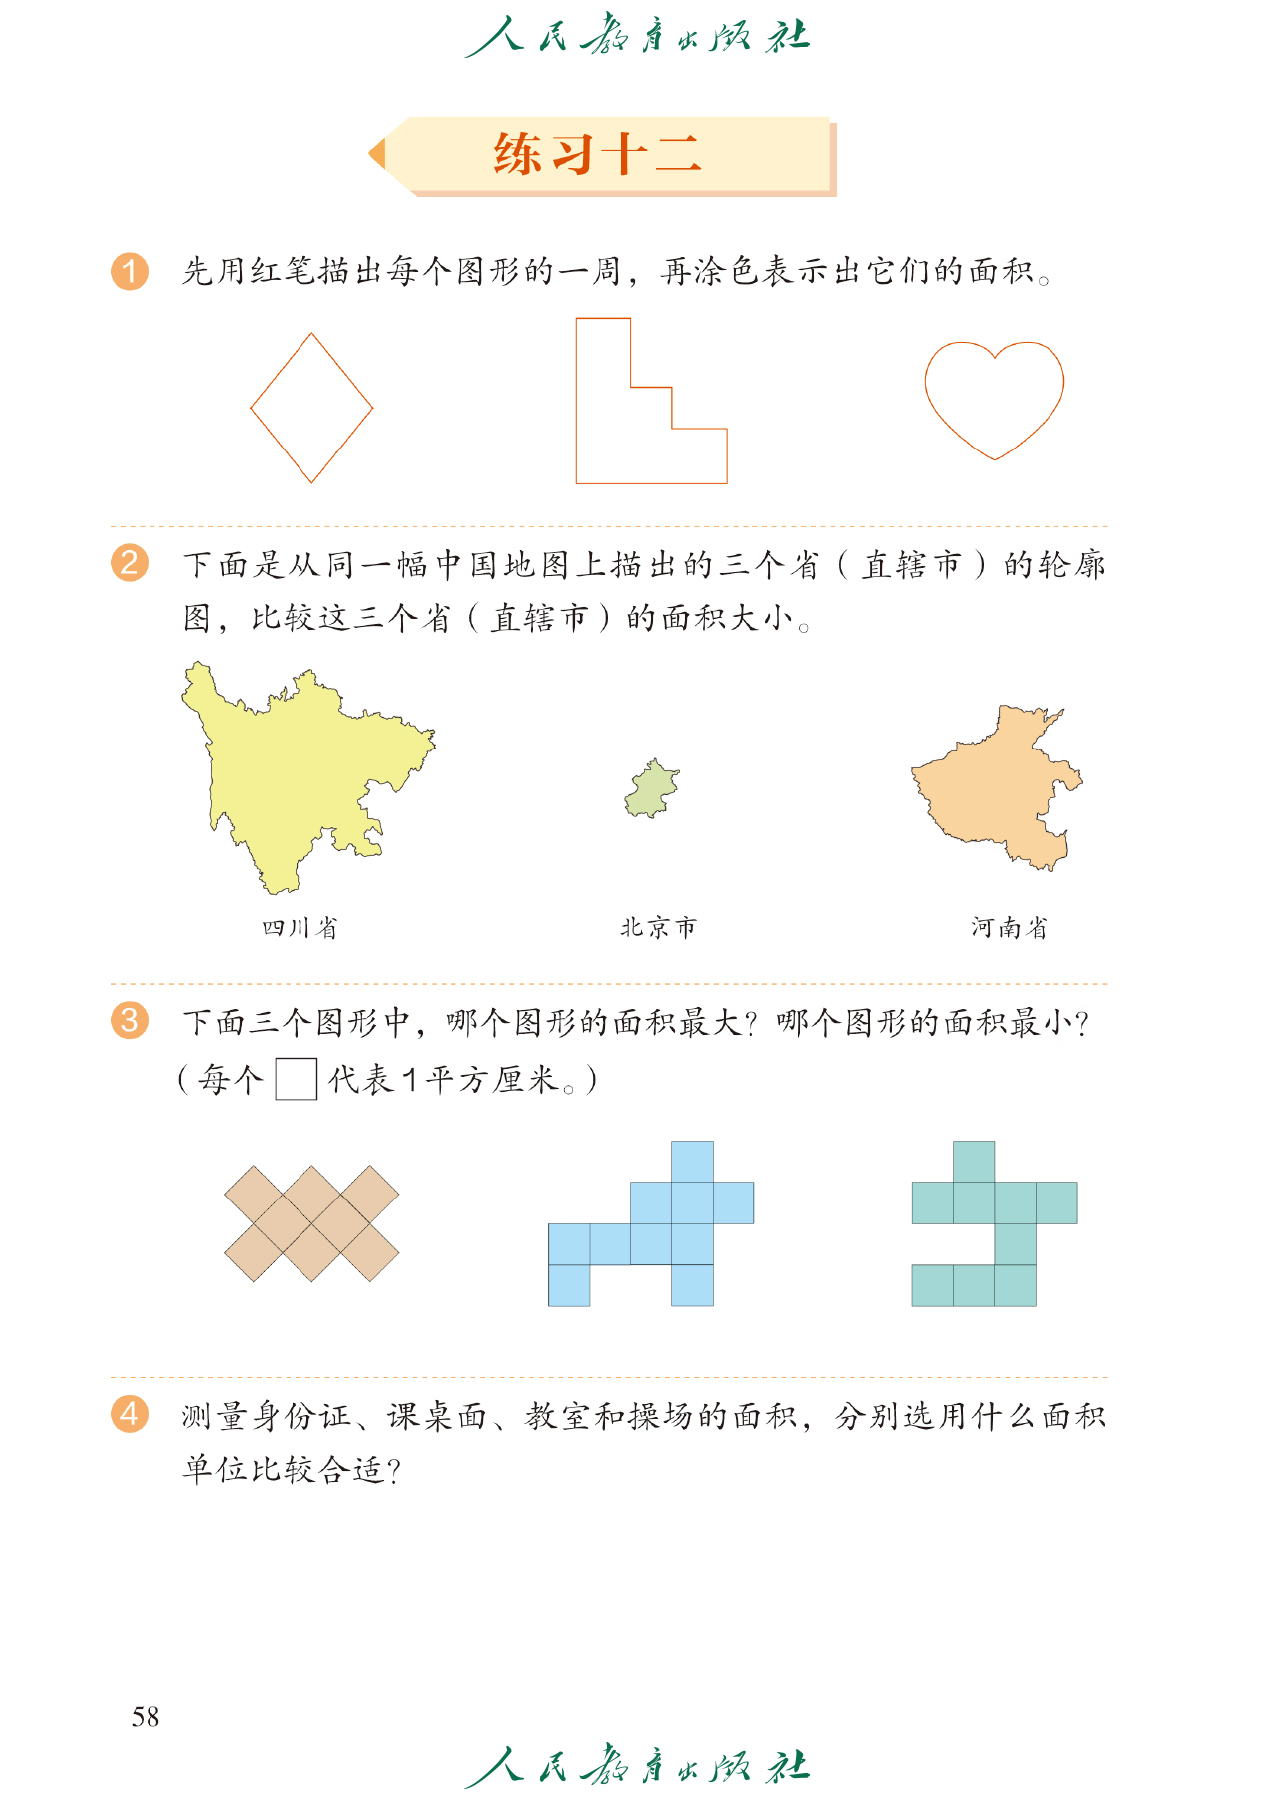 人民教育出版社
练习十二
1 先用红笔描出每个图形的一周，再涂色表示出它们的面积。
2 下面是从同一幅中国地图上描出的三个省（直辖市）的轮廓
图，比较这三个省（直辖市）的面积大小。
四川省 北京市 河南省
3 下面三个图形中，哪个图形的面积最大？哪个图形的面积最小？
（每个□代表1平方厘米。）
4 测量身份证、课桌面、教室和操场的面积，分别选用什么面积
单位比较合适？
58
人民教育出版社